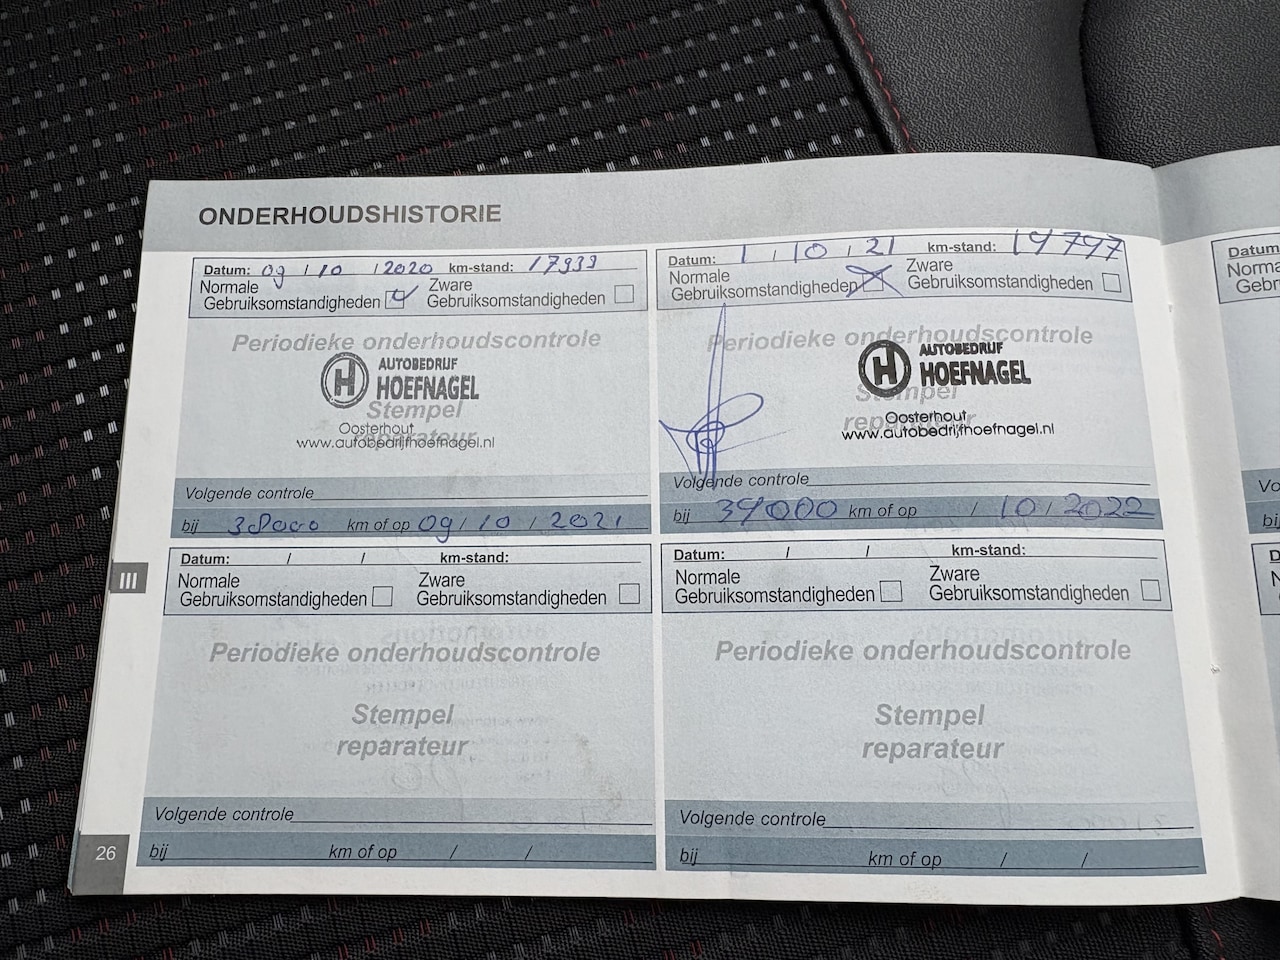 ONDERHOUDSHISTORIE
Datum: 09 / 10 / 2020 km-stand: 17933
Normale
Gebruiksomstandigheden
Zware
Gebruiksomstandigheden
Periodieke onderhoudscontrole
H AUTOBEDRIJF
HOEFNAGEL
Stempel
reparateur
Oosterhout
www.autobedrijfhoefnagel.nl
Volgende controle
bij 38000 km of op 09 / 10 / 2021
Datum: 1 / 10 / 21 km-stand: 19797
Normale
Gebruiksomstandigheden
Zware
Gebruiksomstandigheden
Periodieke onderhoudscontrole
H AUTOBEDRIJF
HOEFNAGEL
Stempel
reparateur
Oosterhout
www.autobedrijfhoefnagel.nl
Volgende controle
bij 39000 km of op / 10 / 2022
III
Datum: / / km-stand:
Normale
Gebruiksomstandigheden
Zware
Gebruiksomstandigheden
Periodieke onderhoudscontrole
Stempel
reparateur
Volgende controle
bij km of op / /
Datum: / / km-stand:
Normale
Gebruiksomstandigheden
Zware
Gebruiksomstandigheden
Periodieke onderhoudscontrole
Stempel
reparateur
Volgende controle
bij km of op / /
26